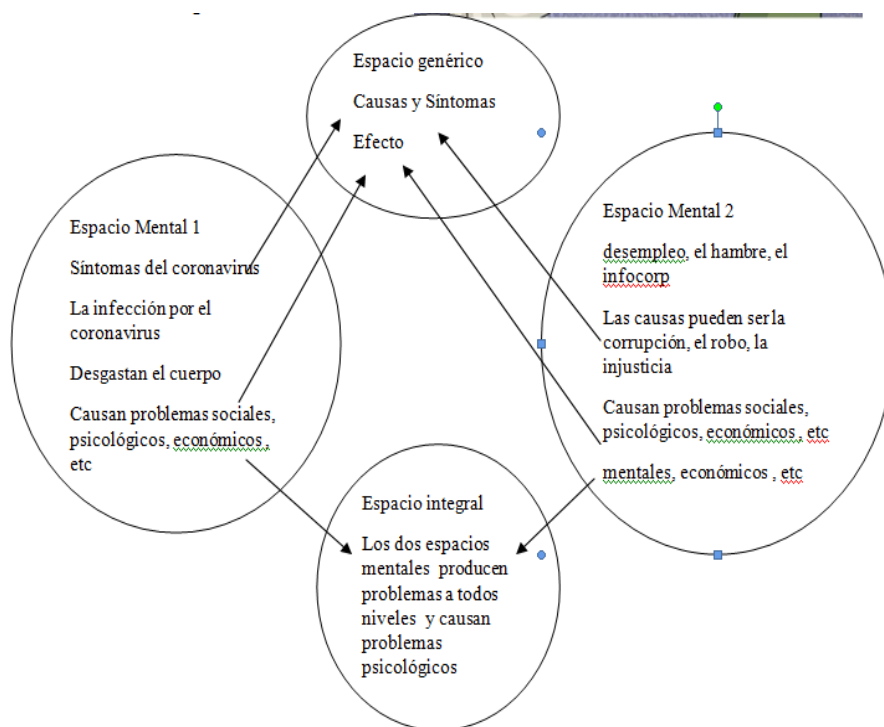 Espacio genérico
Causas y Síntomas
Efecto
Espacio Mental 1
Síntomas del coronavirus
La infección por el
coronavirus
Desgastan el cuerpo
Causan problemas sociales,
psicológicos, económicos ,
etc
Espacio Mental 2
desempleo, el hambre, el
infocorp
Las causas pueden ser la
corrupción, el robo, la
injusticia
Causan problemas sociales,
psicológicos, económicos , etc
mentales, económicos , etc
Espacio integral
Los dos espacios
mentales producen
problemas a todos
niveles y causan
problemas
psicológicos